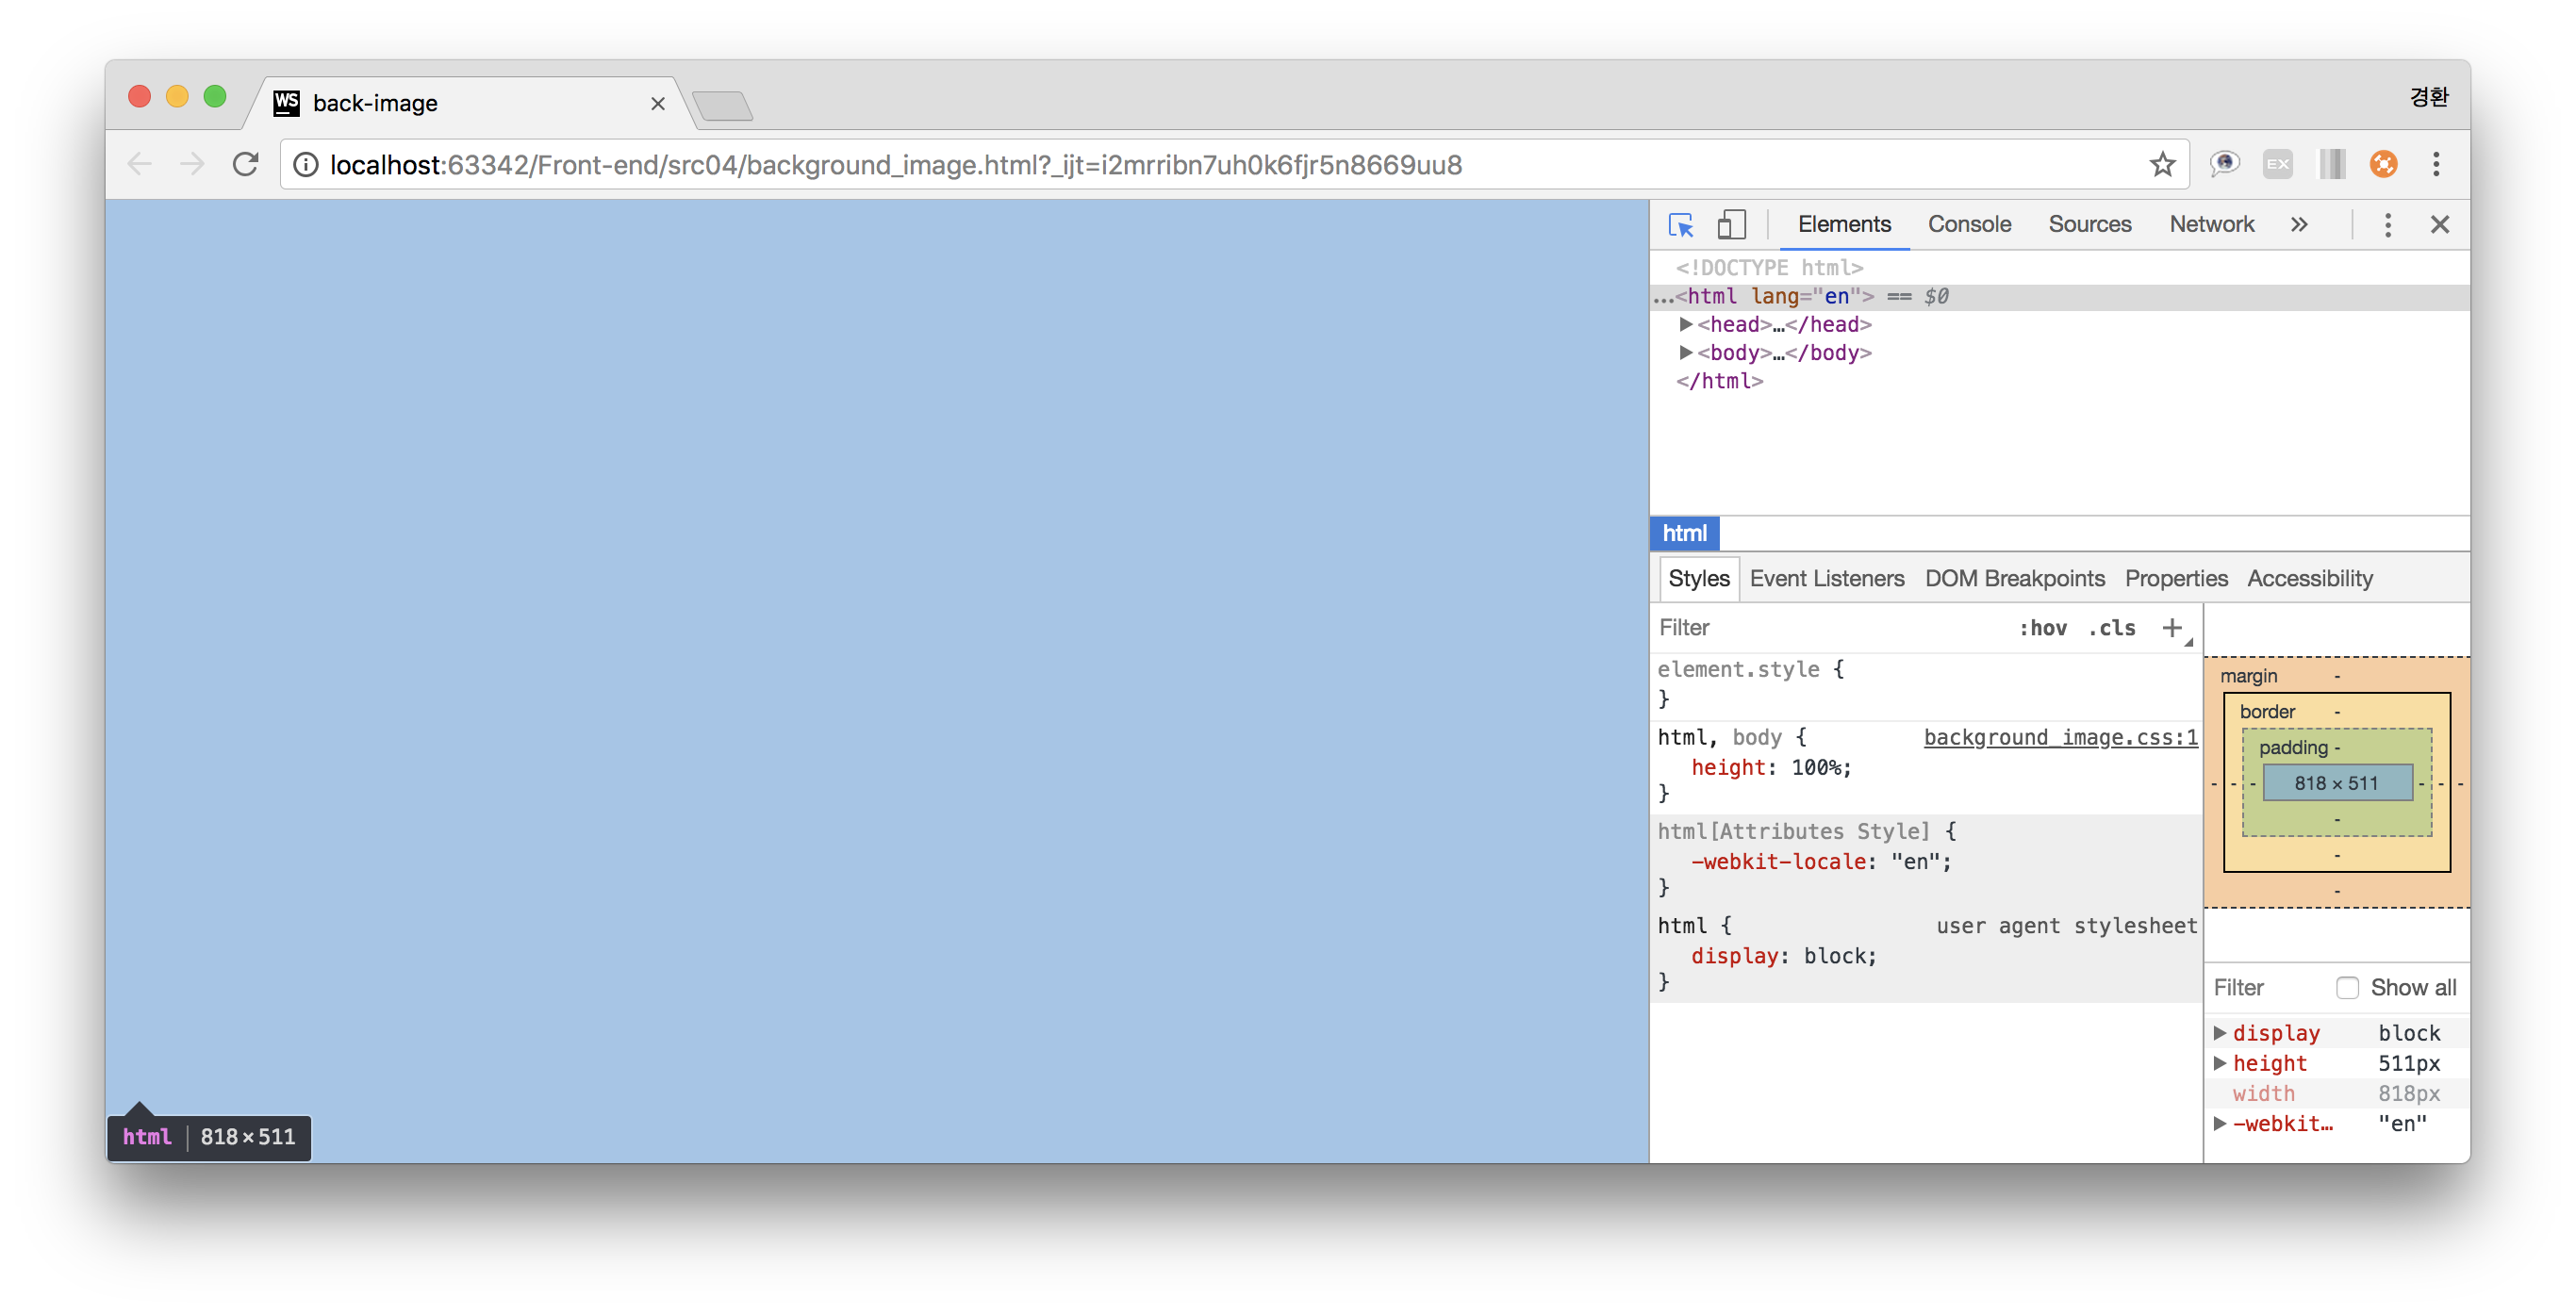 WS back-image
경환
localhost:63342/Front-end/src04/background_image.html?_ijt=i2mrribn7uh0k6fjr5n8669uu8
EX
Elements Console Sources Network »
<!DOCTYPE html>
…<html lang="en"> == $0
<head>…</head>
<body>…</body>
</html>
html
Styles Event Listeners DOM Breakpoints Properties Accessibility
Filter :hov .cls +
element.style {
}
html, body { background_image.css:1
height: 100%;
}
html[Attributes Style] {
-webkit-locale: "en";
}
html { user agent stylesheet
display: block;
}
margin -
border -
padding -
- - - 818 × 511 - - -
-
-
-
Filter Show all
display block
height 511px
width 818px
-webkit… "en"
html 818×511